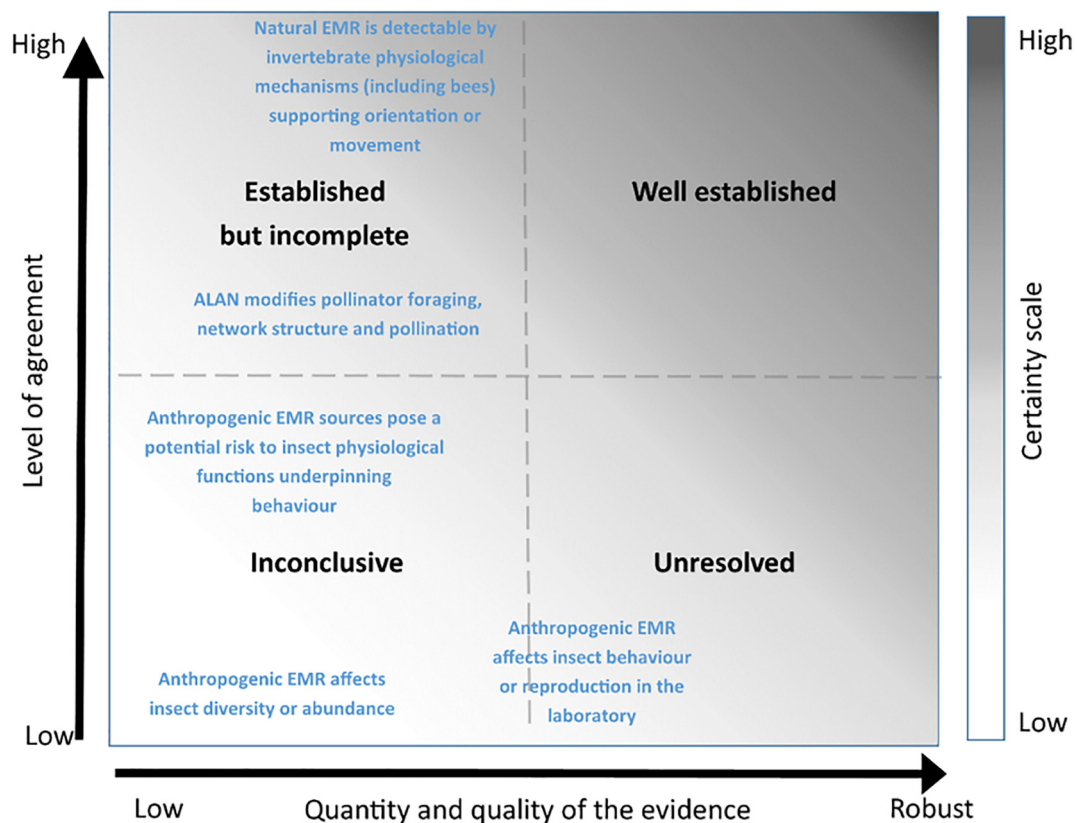 High
Natural EMR is detectable by
invertebrate physiological
mechanisms (including bees)
supporting orientation or
movement
High
Established
but incomplete
Well established
ALAN modifies pollinator foraging,
network structure and pollination
Level of agreement
Certainty scale
Anthropogenic EMR sources pose a
potential risk to insect physiological
functions underpinning
behaviour
Inconclusive
Unresolved
Anthropogenic EMR
affects insect behaviour
or reproduction in the
laboratory
Anthropogenic EMR affects
insect diversity or abundance
Low
Low
Low
Quantity and quality of the evidence
Robust